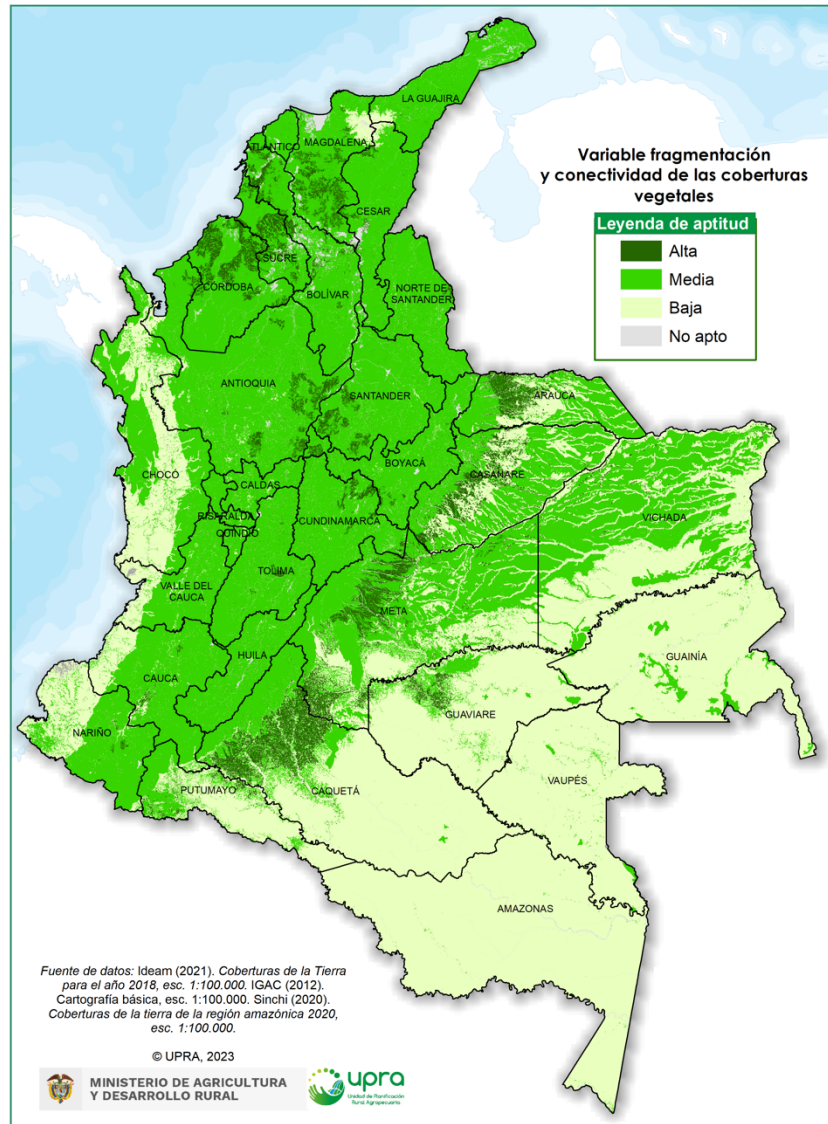 LA GUAJIRA
ATLÁNTICO
MAGDALENA
Variable fragmentación
y conectividad de las coberturas
vegetales
Leyenda de aptitud
Alta
Media
Baja
No apto
CESAR
SUCRE
CÓRDOBA
BOLÍVAR
NORTE DE
SANTANDER
ANTIOQUIA
SANTANDER
ARAUCA
CHOCÓ
BOYACÁ
CASANARE
CALDAS
RISARALDA
QUINDÍO
CUNDINAMARCA
VICHADA
VALLE DEL
CAUCA
TOLIMA
META
HUILA
GUAINÍA
CAUCA
GUAVIARE
NARIÑO
VAUPÉS
PUTUMAYO
CAQUETÁ
AMAZONAS
Fuente de datos: Ideam (2021). Coberturas de la Tierra
para el año 2018, esc. 1:100.000. IGAC (2012).
Cartografía básica, esc. 1:100.000. Sinchi (2020).
Coberturas de la tierra de la región amazónica 2020,
esc. 1:100.000.
© UPRA, 2023
MINISTERIO DE AGRICULTURA
Y DESARROLLO RURAL
upra
Unidad de Planificación
Rural Agropecuaria